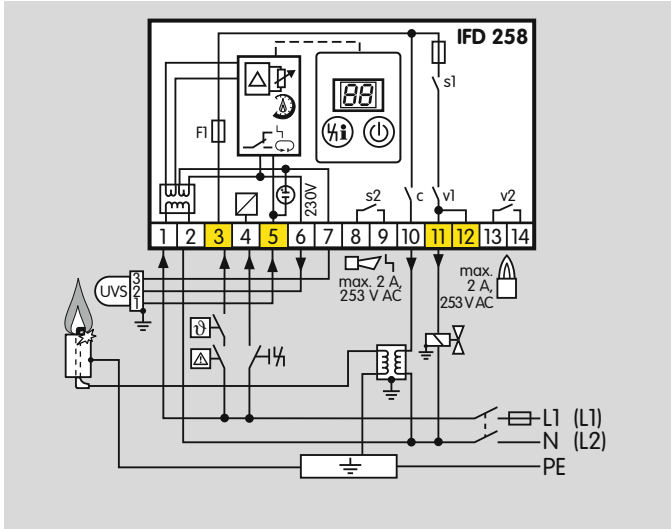 IFD 258
s1
88
F1
i
230V
s2
c
v1
v2
1 2 3 4 5 6 7 8 9 10 11 12 13 14
max. 2 A,
253 V AC
max.
2 A,
253 V AC
UVS
3
2
1
ϑ
L1 (L1)
N (L2)
PE